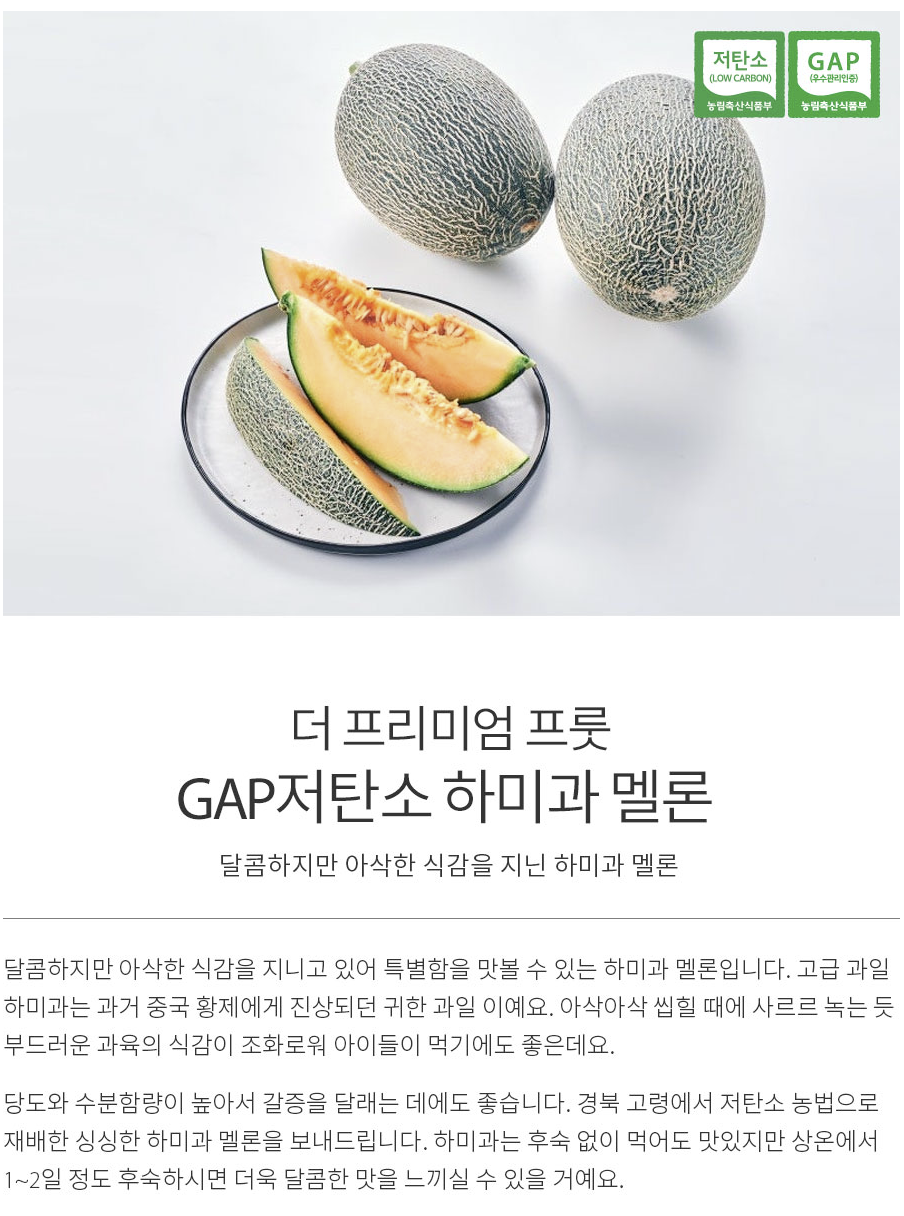 저탄소
(LOW CARBON)
농림축산식품부
GAP
(우수관리인증)
농림축산식품부
더 프리미엄 프룻
GAP저탄소 하미과 멜론
달콤하지만 아삭한 식감을 지닌 하미과 멜론
달콤하지만 아삭한 식감을 지니고 있어 특별함을 맛볼 수 있는 하미과 멜론입니다. 고급 과일
하미과는 과거 중국 황제에게 진상되던 귀한 과일 이예요. 아삭아삭 씹힐 때에 사르르 녹는 듯
부드러운 과육의 식감이 조화로워 아이들이 먹기에도 좋은데요.
당도와 수분함량이 높아서 갈증을 달래는 데에도 좋습니다. 경북 고령에서 저탄소 농법으로
재배한 싱싱한 하미과 멜론을 보내드립니다. 하미과는 후숙 없이 먹어도 맛있지만 상온에서
1~2일 정도 후숙하시면 더욱 달콤한 맛을 느끼실 수 있을 거예요.